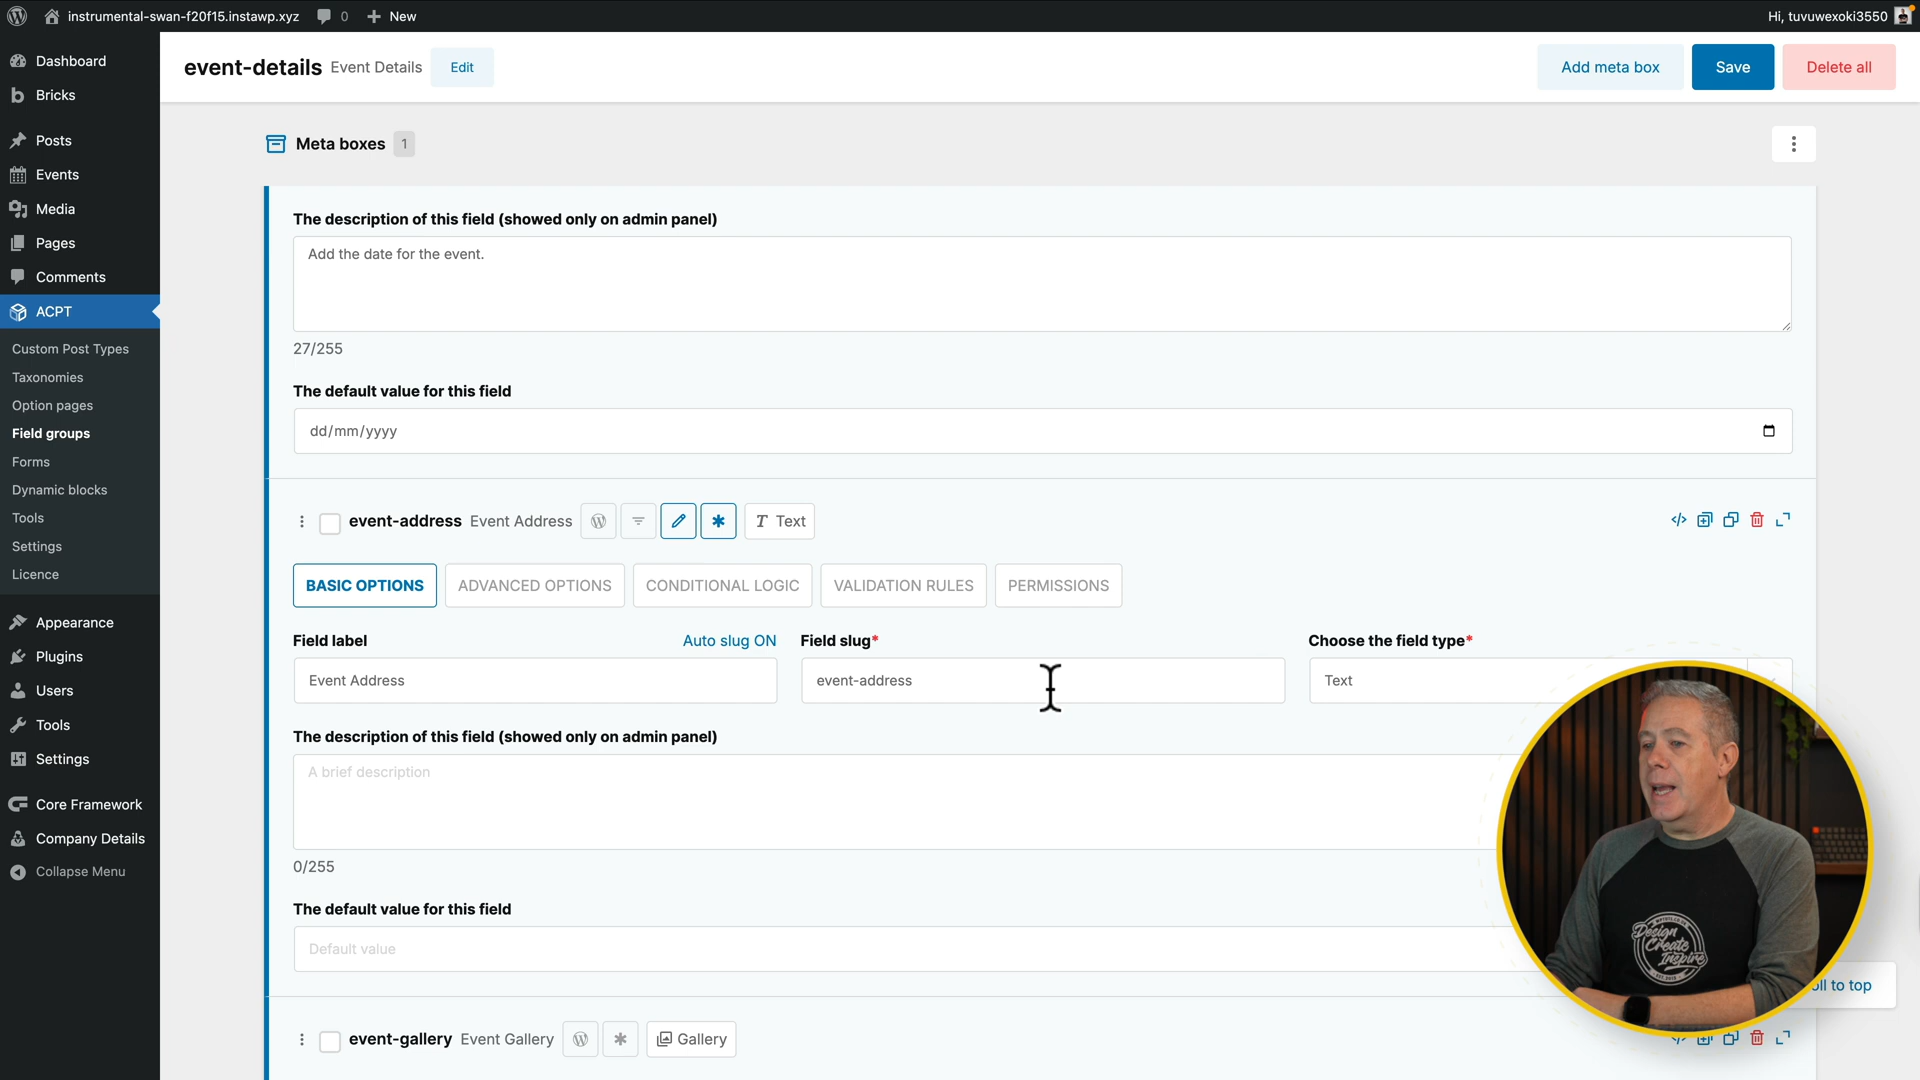 instrumental-swan-f20f15.instawp.xyz 0 New Hi, tuvuwexoki3550
Dashboard
Bricks
Posts
Events
Media
Pages
Comments
ACPT
Custom Post Types
Taxonomies
Option pages
Field groups
Forms
Dynamic blocks
Tools
Settings
Licence
Appearance
Plugins
Users
Tools
Settings
Core Framework
Company Details
Collapse Menu
event-details Event Details Edit Add meta box Save Delete all
Meta boxes 1
The description of this field (showed only on admin panel)
Add the date for the event.
27/255
The default value for this field
dd/mm/yyyy
event-address Event Address T Text
BASIC OPTIONS ADVANCED OPTIONS CONDITIONAL LOGIC VALIDATION RULES PERMISSIONS
Field label Auto slug ON Field slug* Choose the field type*
Event Address event-address Text
The description of this field (showed only on admin panel)
A brief description
0/255
The default value for this field
Default value
Design
Create
Inspire
oll to top
event-gallery Event Gallery Gallery